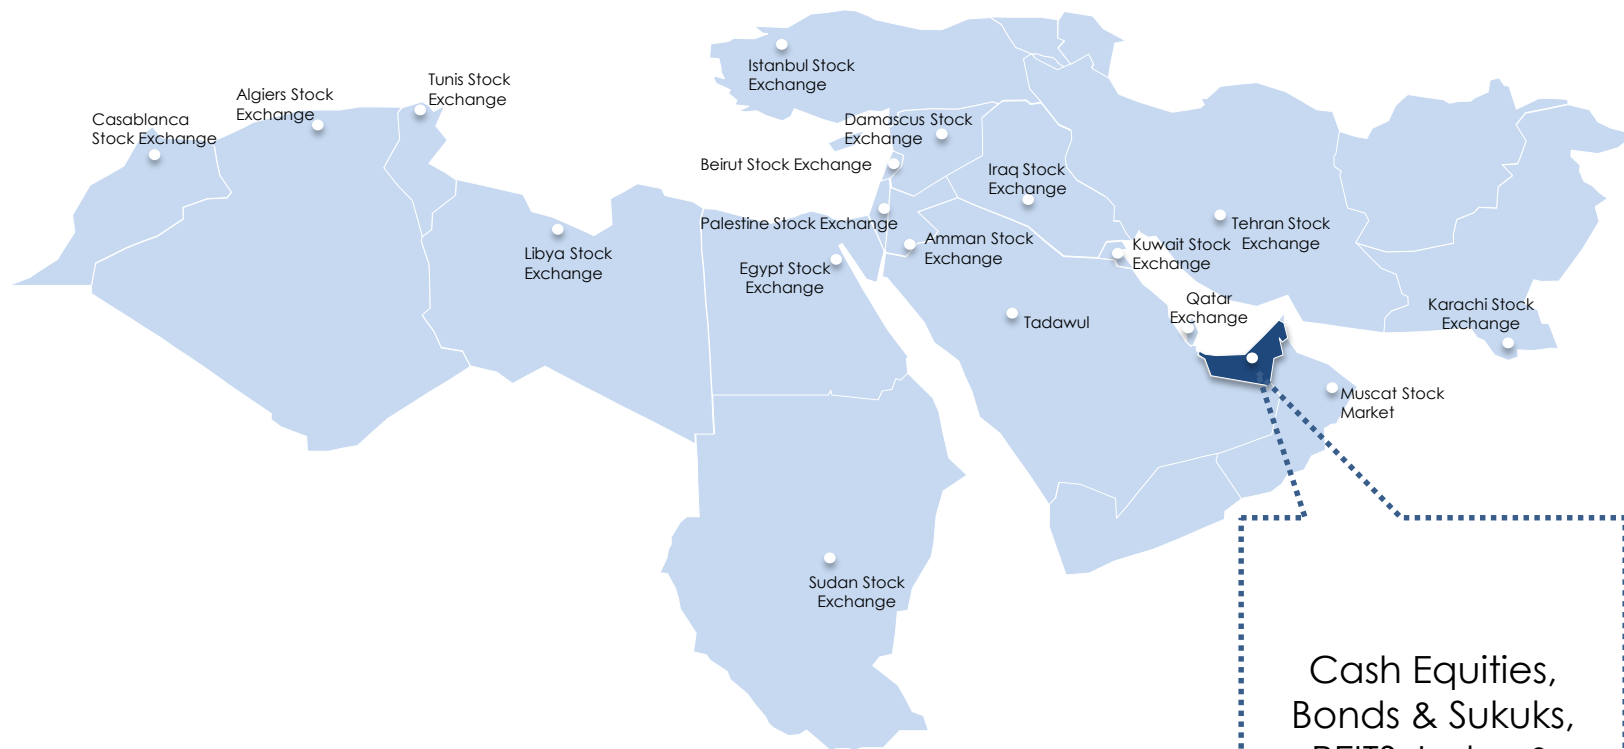 Istanbul Stock
Exchange
Tunis Stock
Exchange
Algiers Stock
Exchange
Casablanca
Stock Exchange
Damascus Stock
Exchange
Beirut Stock Exchange
Iraq Stock
Exchange
Palestine Stock Exchange
Tehran Stock
Exchange
Amman Stock
Exchange
Kuwait Stock
Exchange
Libya Stock
Exchange
Egypt Stock
Exchange
Qatar
Exchange
Karachi Stock
Exchange
Tadawul
Muscat Stock
Market
Sudan Stock
Exchange
Cash Equities,
Bonds & Sukuks,